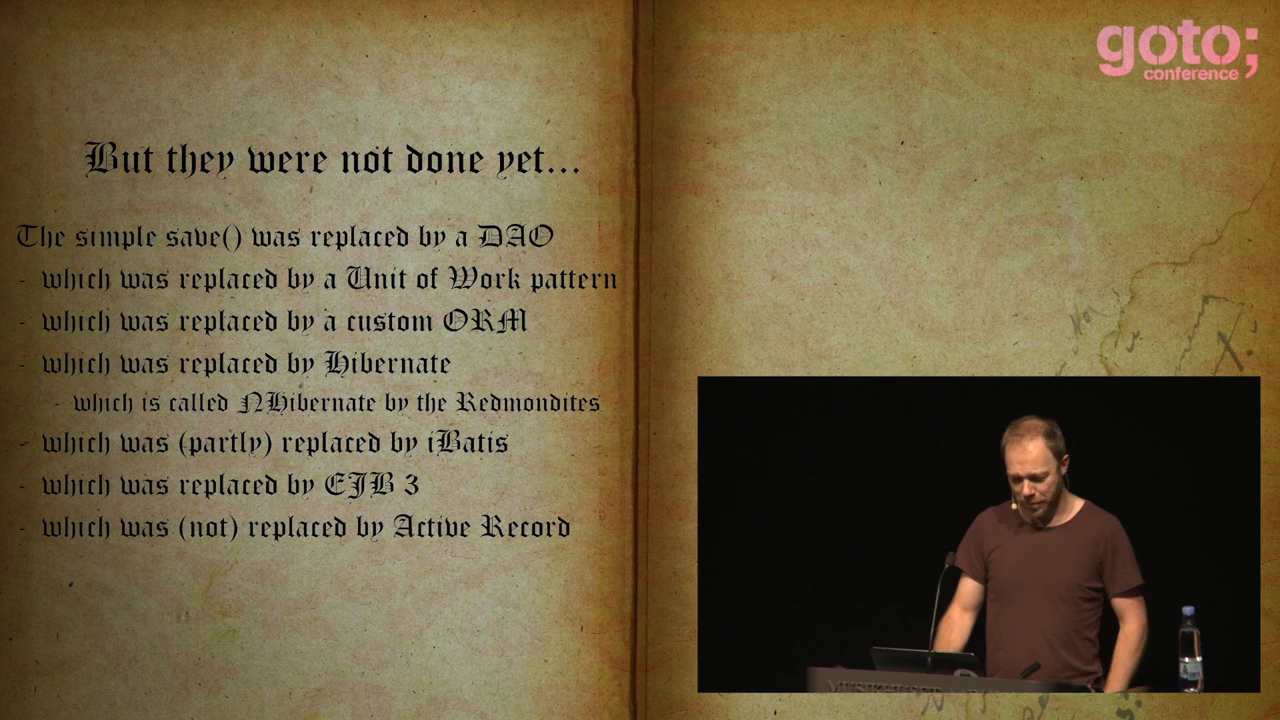 goto;
conference
But they were not done yet...
The simple save() was replaced by a DAO
- which was replaced by a Unit of Work pattern
- which was replaced by a custom ORM
- which was replaced by Hibernate
- which is called NHibernate by the Redmondites
- which was (partly) replaced by iBatis
- which was replaced by EJB 3
- which was (not) replaced by Active Record